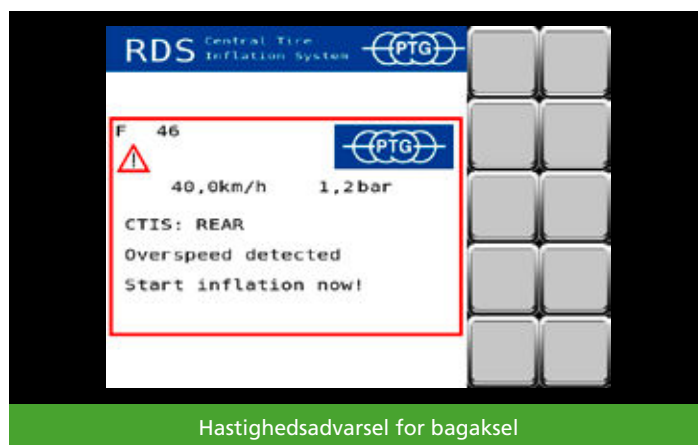 RDS Central Tire Inflation System PTG
F 46
PTG
40,0km/h 1,2bar
CTIS: REAR
Overspeed detected
Start inflation now!
Hastighedsadvarsel for bagaksel